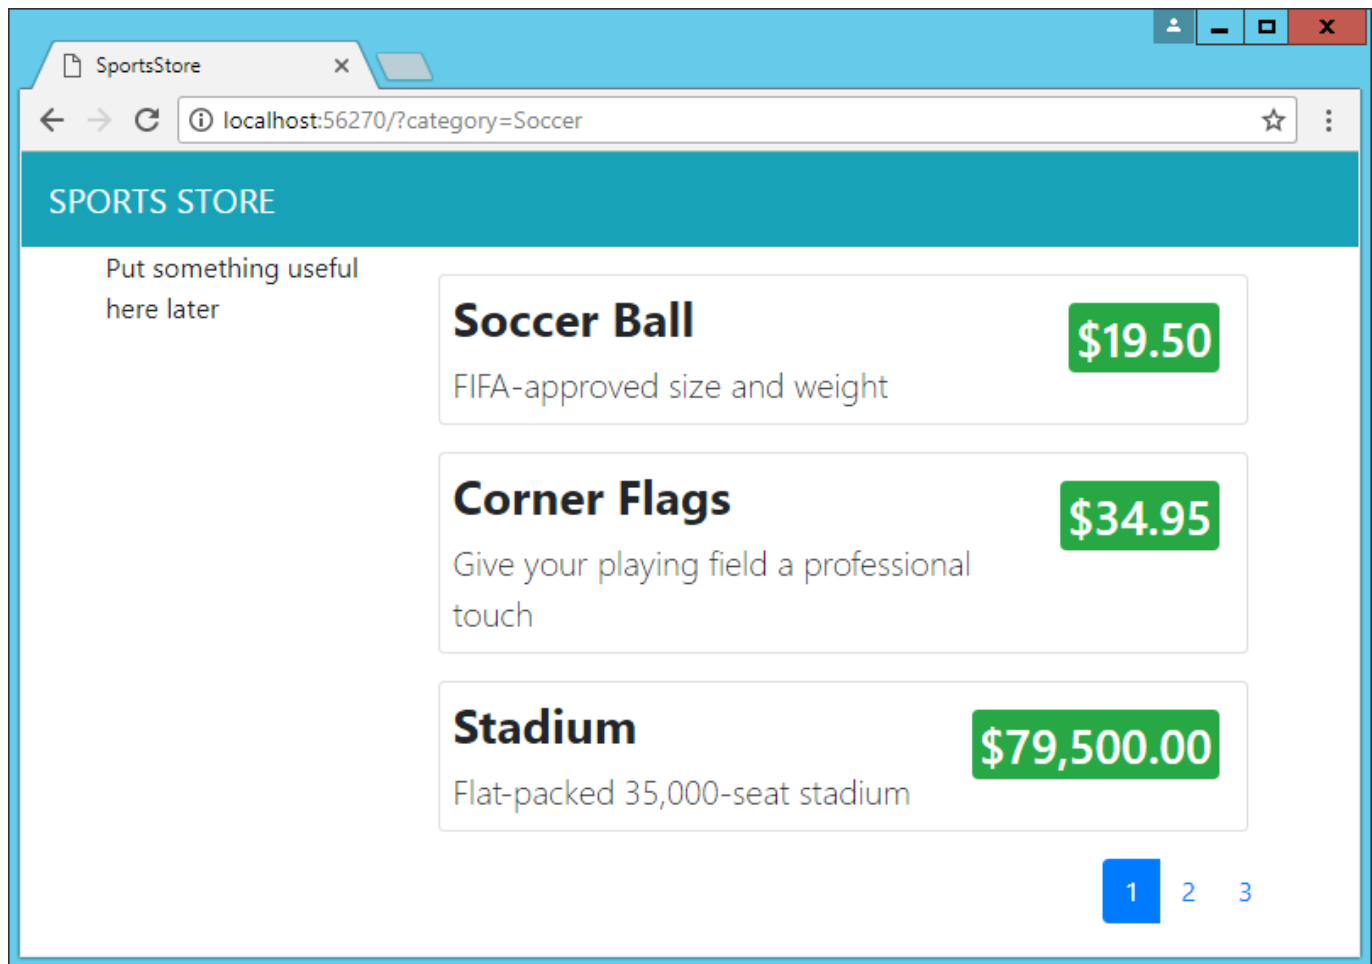 SportsStore
localhost:56270/?category=Soccer
SPORTS STORE
Put something useful
here later
Soccer Ball
$19.50
FIFA-approved size and weight
Corner Flags
$34.95
Give your playing field a professional
touch
Stadium
$79,500.00
Flat-packed 35,000-seat stadium
1 2 3